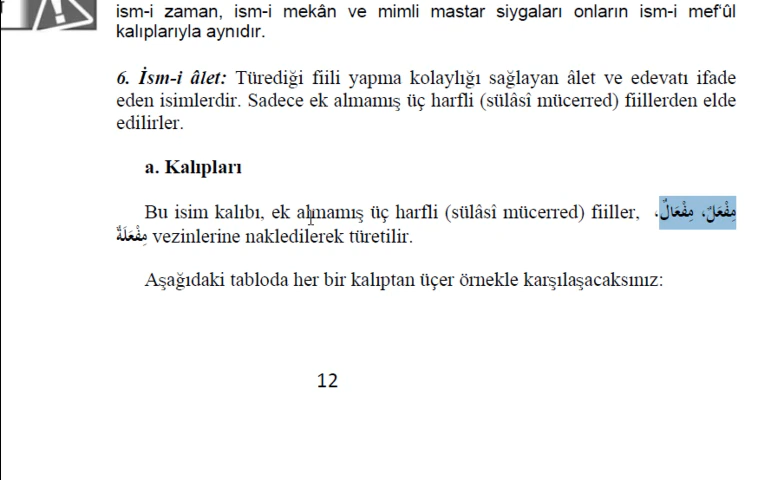 ism-i zaman, ism-i mekân ve mimli mastar siygaları onların ism-i mef‘ûl
kalıplarıyla aynıdır.
6. İsm-i âlet: Türediği fiili yapma kolaylığı sağlayan âlet ve edevatı ifade
eden isimlerdir. Sadece ek almamış üç harfli (sülâsî mücerred) fiillerden elde
edilirler.
a. Kalıpları
Bu isim kalıbı, ek almamış üç harfli (sülâsî mücerred) fiiller, مِفْعَلٌ، مِفْعَالٌ،
مِفْعَلَةٌ vezinlerine nakledilerek türetilir.
Aşağıdaki tabloda her bir kalıptan üçer örnekle karşılaşacaksınız:
12